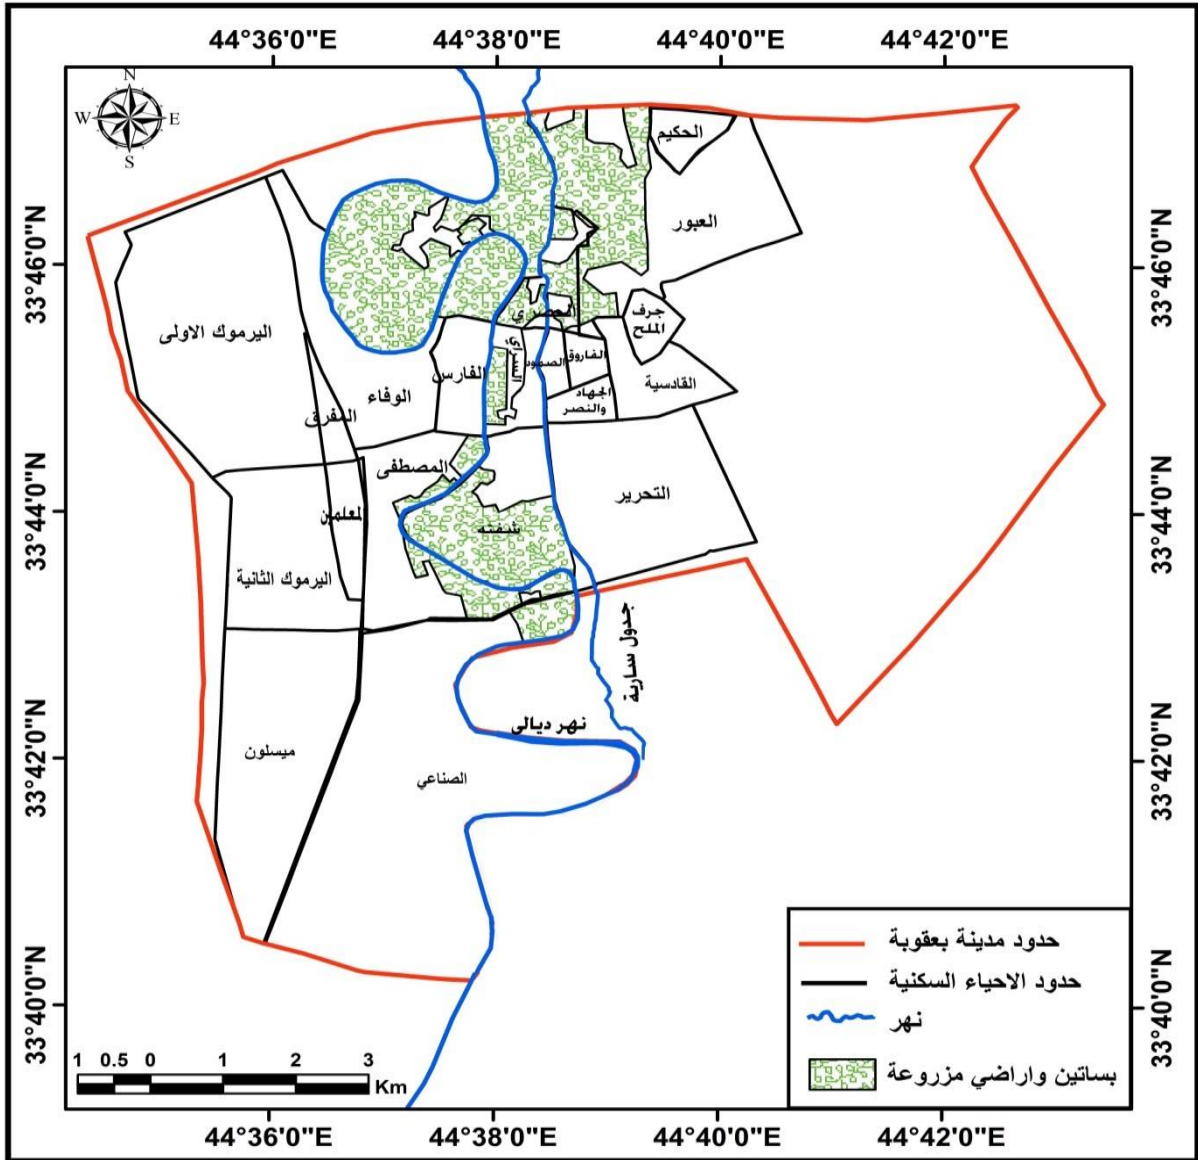 44°36'0"E 44°38'0"E 44°40'0"E 44°42'0"E
N
W E
S
33°46'0"N
33°44'0"N
33°42'0"N
33°40'0"N
33°46'0"N
33°44'0"N
33°42'0"N
33°40'0"N
الحكيم
العبور
جرف
الملح
اليرموك الاولى
السراي
الصمود
الفاروق
الفارس
القادسية
الوفاء
الجهاد
والنصر
المفرق
المصطفى
التحرير
شفته
اليرموك الثانية
جدول سارية
نهر ديالى
ميسلون
الصناعي
حدود مدينة بعقوبة
حدود الاحياء السكنية
نهر
بساتين واراضي مزروعة
1 0.5 0 1 2 3
Km
44°36'0"E 44°38'0"E 44°40'0"E 44°42'0"E